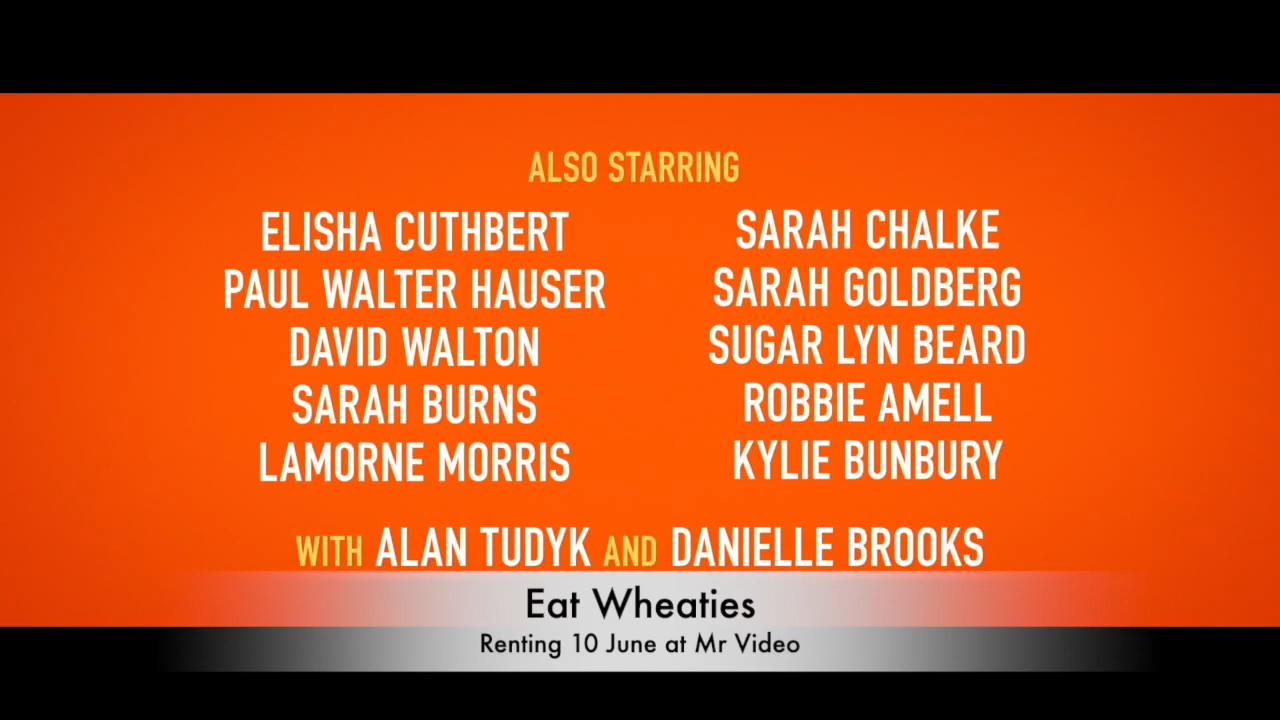 ALSO STARRING
ELISHA CUTHBERT
PAUL WALTER HAUSER
DAVID WALTON
SARAH BURNS
LAMORNE MORRIS
SARAH CHALKE
SARAH GOLDBERG
SUGAR LYN BEARD
ROBBIE AMELL
KYLIE BUNBURY
WITH ALAN TUDYK AND DANIELLE BROOKS
Eat Wheaties
Renting 10 June at Mr Video